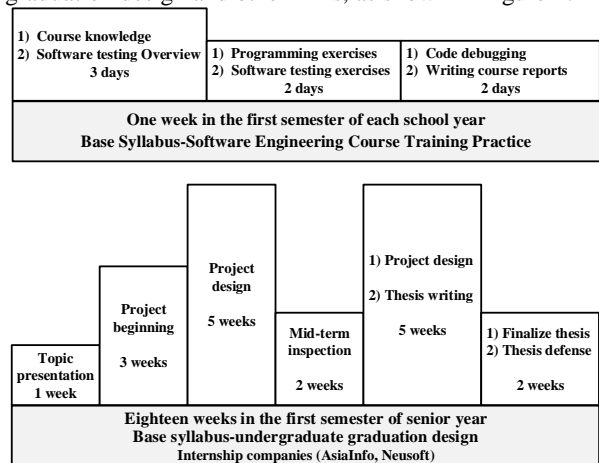 graduation design and other
as shown in Figure
1) Course knowledge
2) Software testing Overview
3 days
1) Programming exercises
2) Software testing exercises
2 days
1) Code debugging
2) Writing course reports
2 days
One week in the first semester of each school year
Base Syllabus-Software Engineering Course Training Practice
Topic
presentation
1 week
Project
beginning
3 weeks
Project
design
5 weeks
Mid-term
inspection
2 weeks
1) Project design
2) Thesis writing
5 weeks
1) Finalize thesis
2) Thesis defense
2 weeks
Eighteen weeks in the first semester of senior year
Base syllabus-undergraduate graduation design
Internship companies (AsiaInfo, Neusoft)